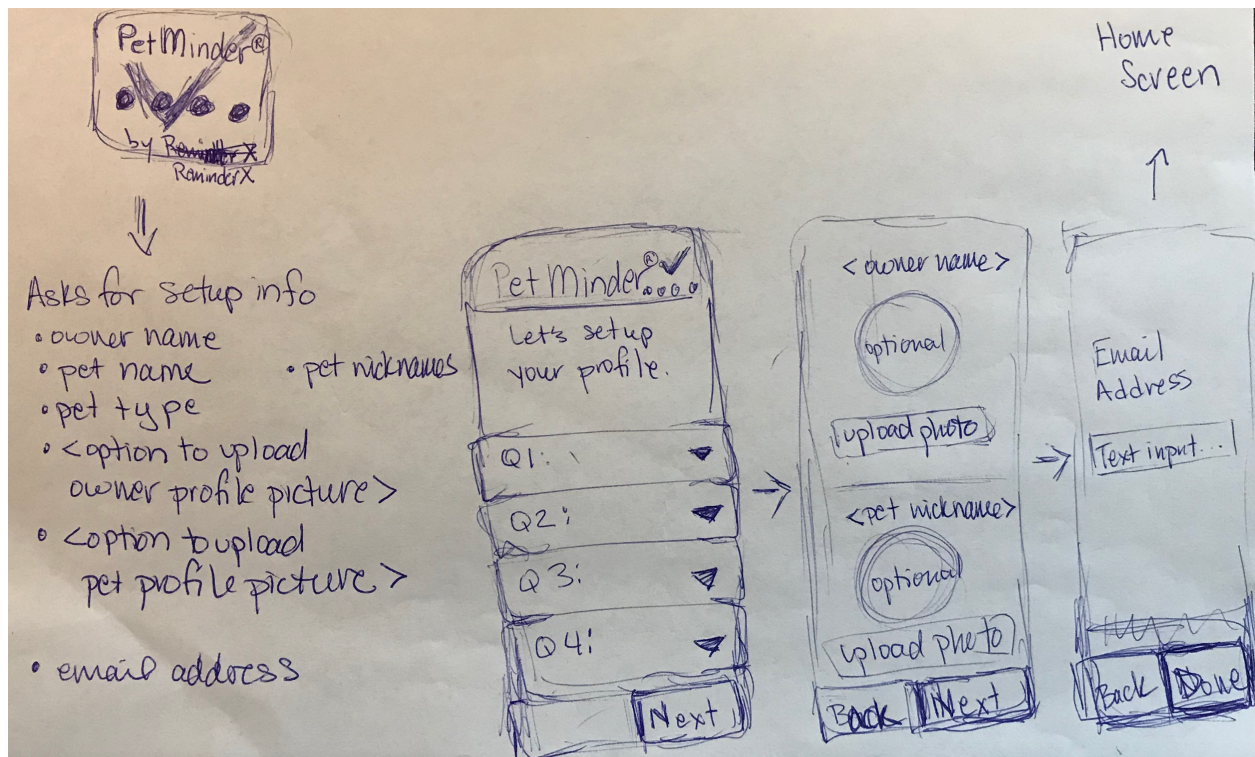 PetMinder®
by ReminderX
ReminderX
Asks for setup info
• owner name
• pet name
• pet nicknames
• pet type
• <option to upload
owner profile picture>
• <option to upload
pet profile picture>
• email address
PetMinder®
Let's setup
your profile.
Q1:
Q2:
Q3:
Q4:
Next
<owner name>
optional
upload photo
<pet nickname>
optional
upload photo
Back
Next
Home
Screen
Email
Address
Text input...
Back
Done